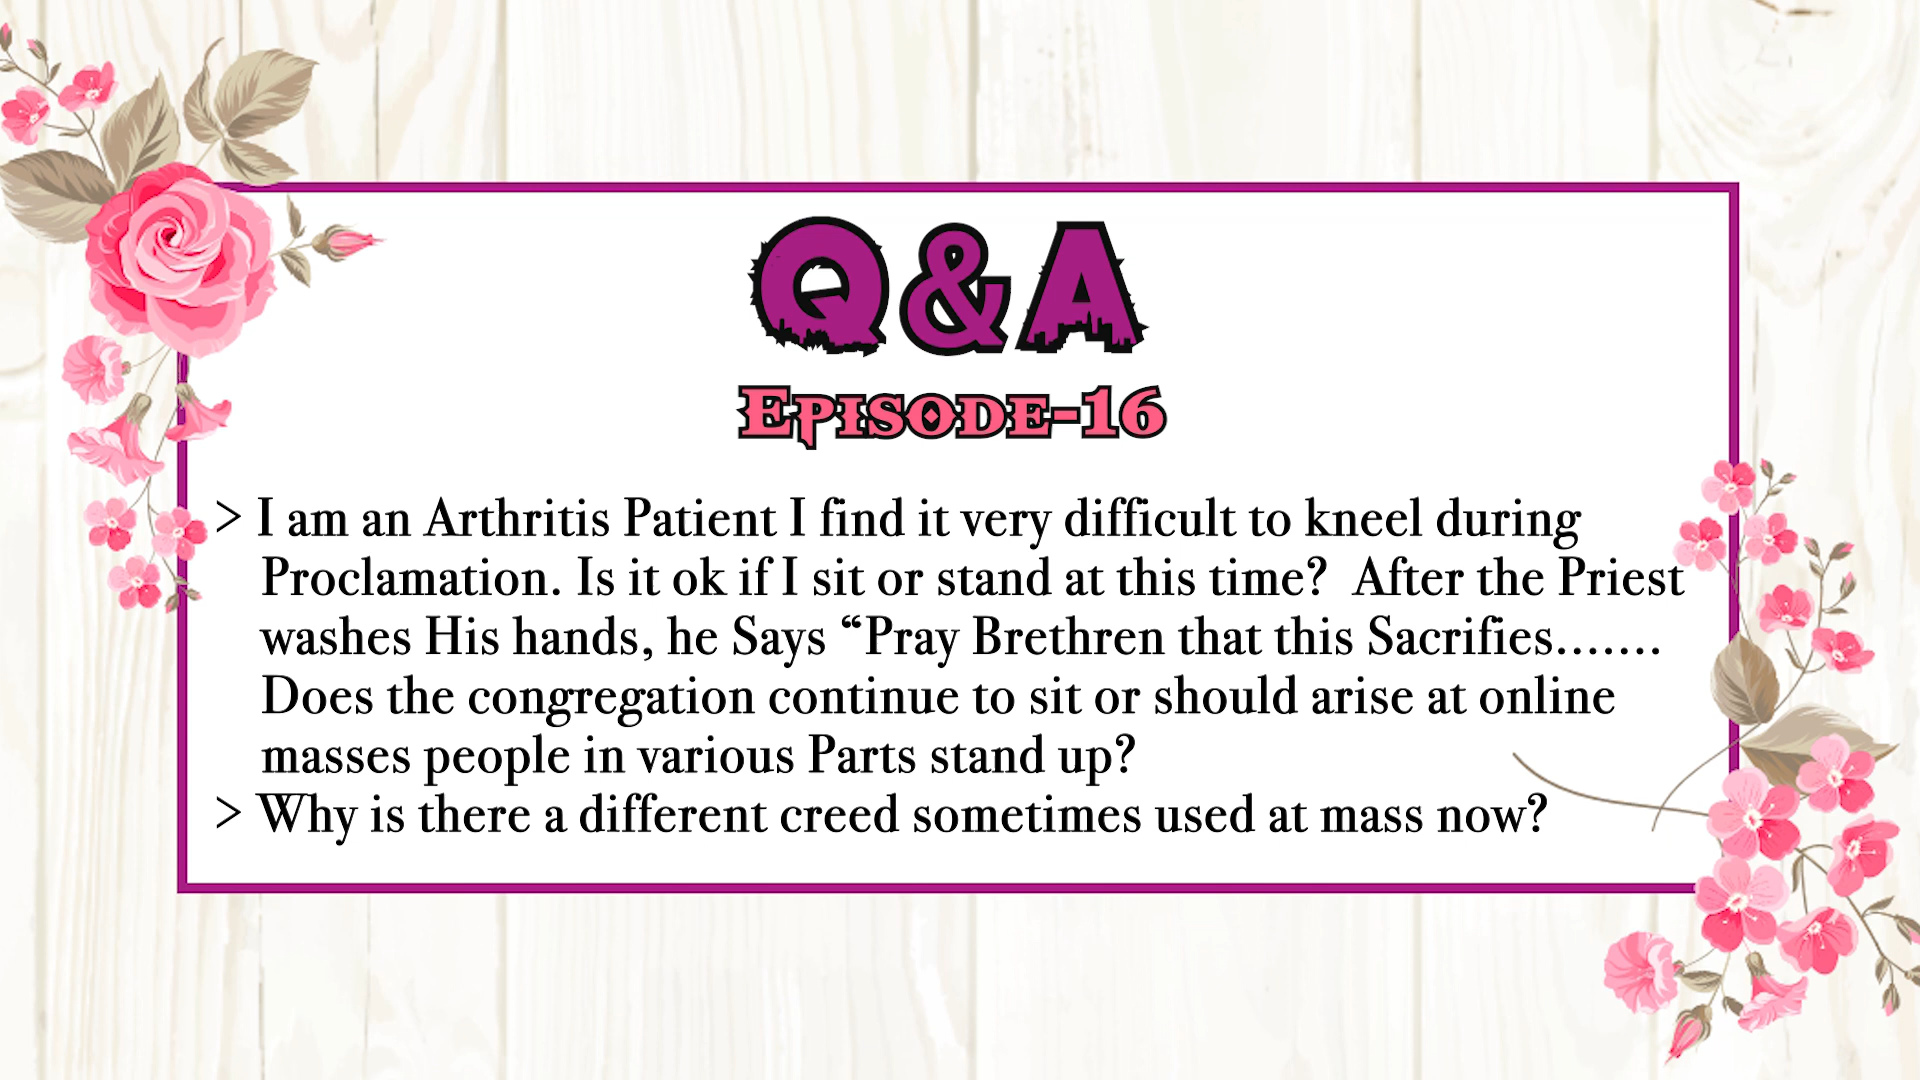 Q&A
Episode-16
> I am an Arthritis Patient I find it very difficult to kneel during
Proclamation. Is it ok if I sit or stand at this time? After the Priest
washes His hands, he Says “Pray Brethren that this Sacrifies.......
Does the congregation continue to sit or should arise at online
masses people in various Parts stand up?
> Why is there a different creed sometimes used at mass now?